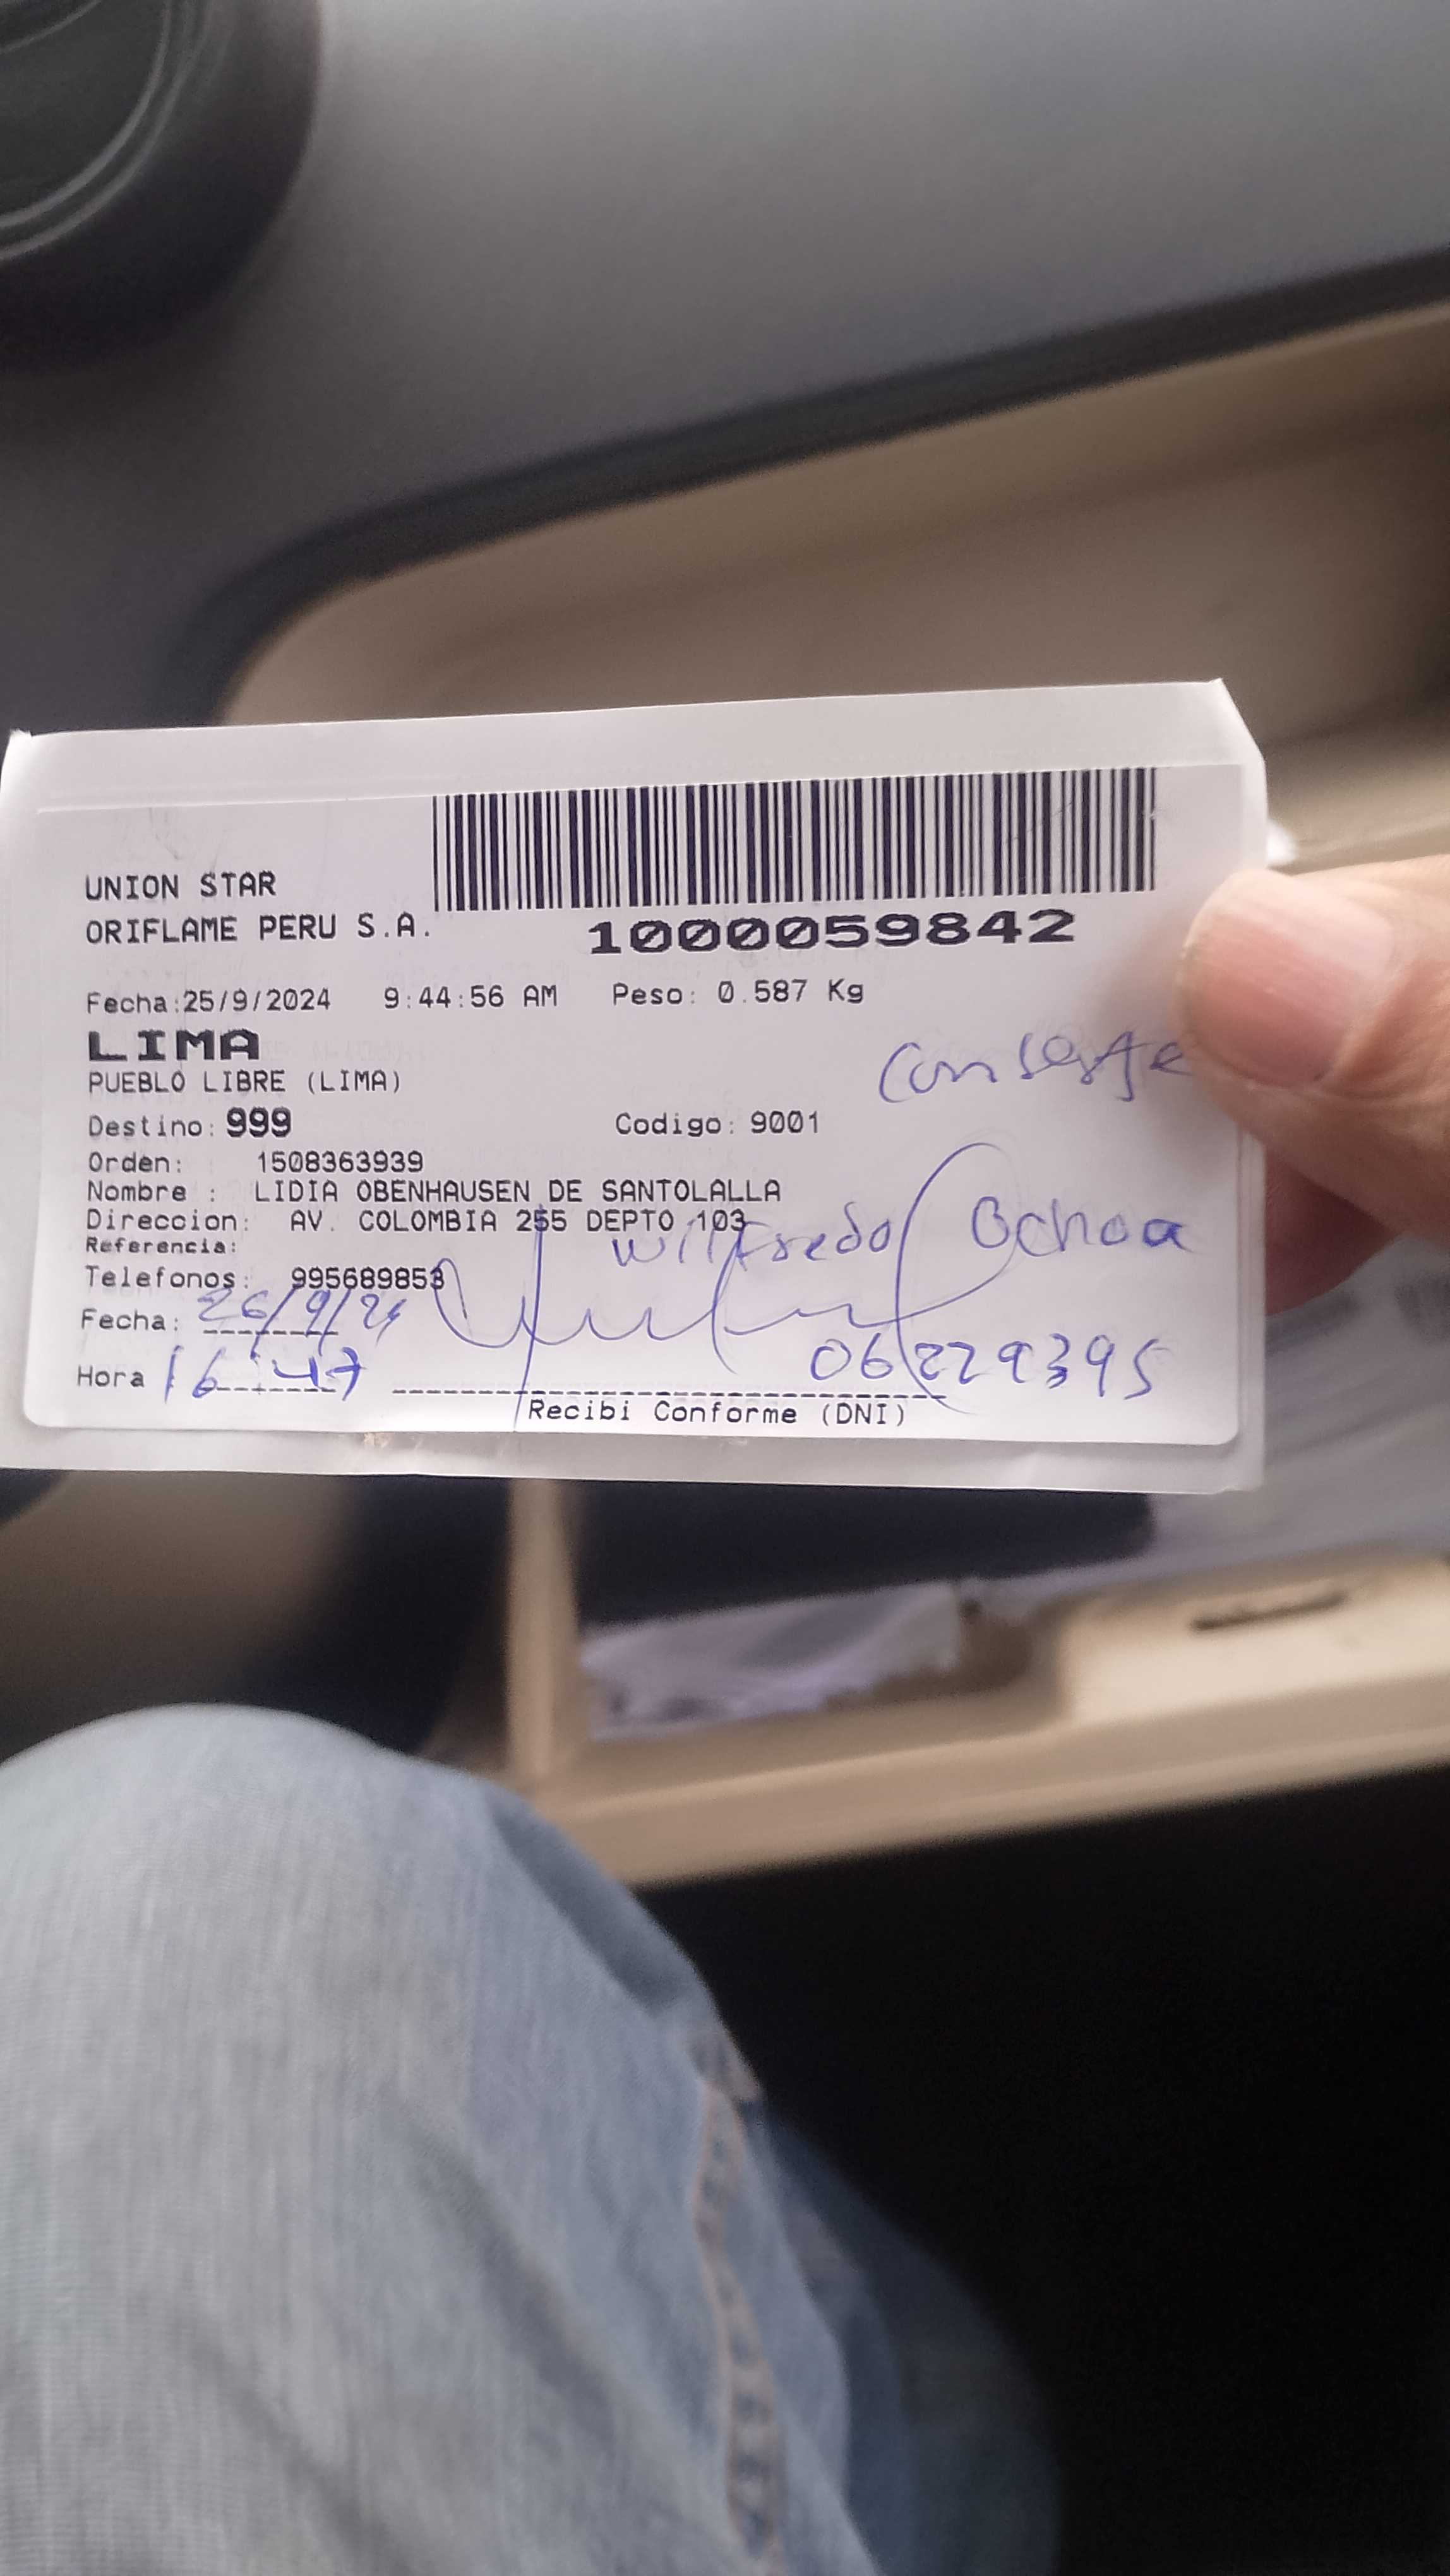 UNION STAR
ORIFLAME PERU S.A.
1000059842
Fecha:25/9/2024 9:44:56 AM Peso: 0.587 Kg
LIMA
PUEBLO LIBRE (LIMA)
Conserje
Destino: 999 Codigo: 9001
Orden: 1508363939
Nombre : LIDIA OBENHAUSEN DE SANTOLALLA
Direccion: AV. COLOMBIA 255 DEPTO 103
Wilfredo Ochoa
Referencia:
Telefonos: 995689853
Fecha: 26/9/24
06229395
Hora 16:47
Recibi Conforme (DNI)